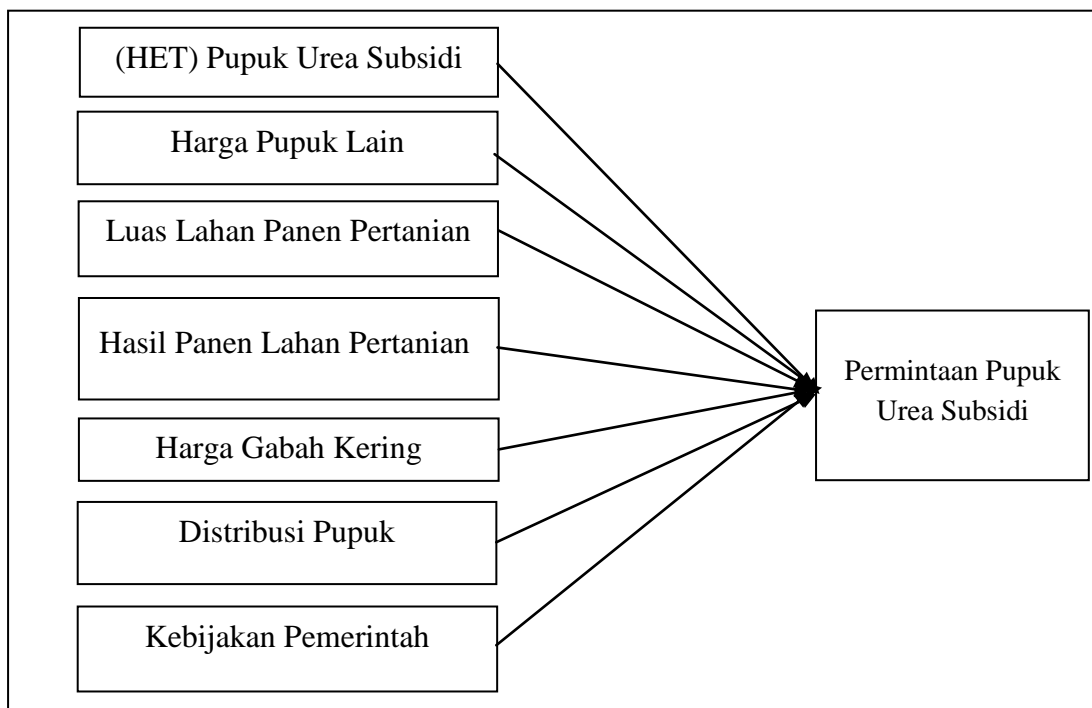 (HET) Pupuk Urea Subsidi
Harga Pupuk Lain
Luas Lahan Panen Pertanian
Hasil Panen Lahan Pertanian
Harga Gabah Kering
Distribusi Pupuk
Kebijakan Pemerintah
Permintaan Pupuk
Urea Subsidi